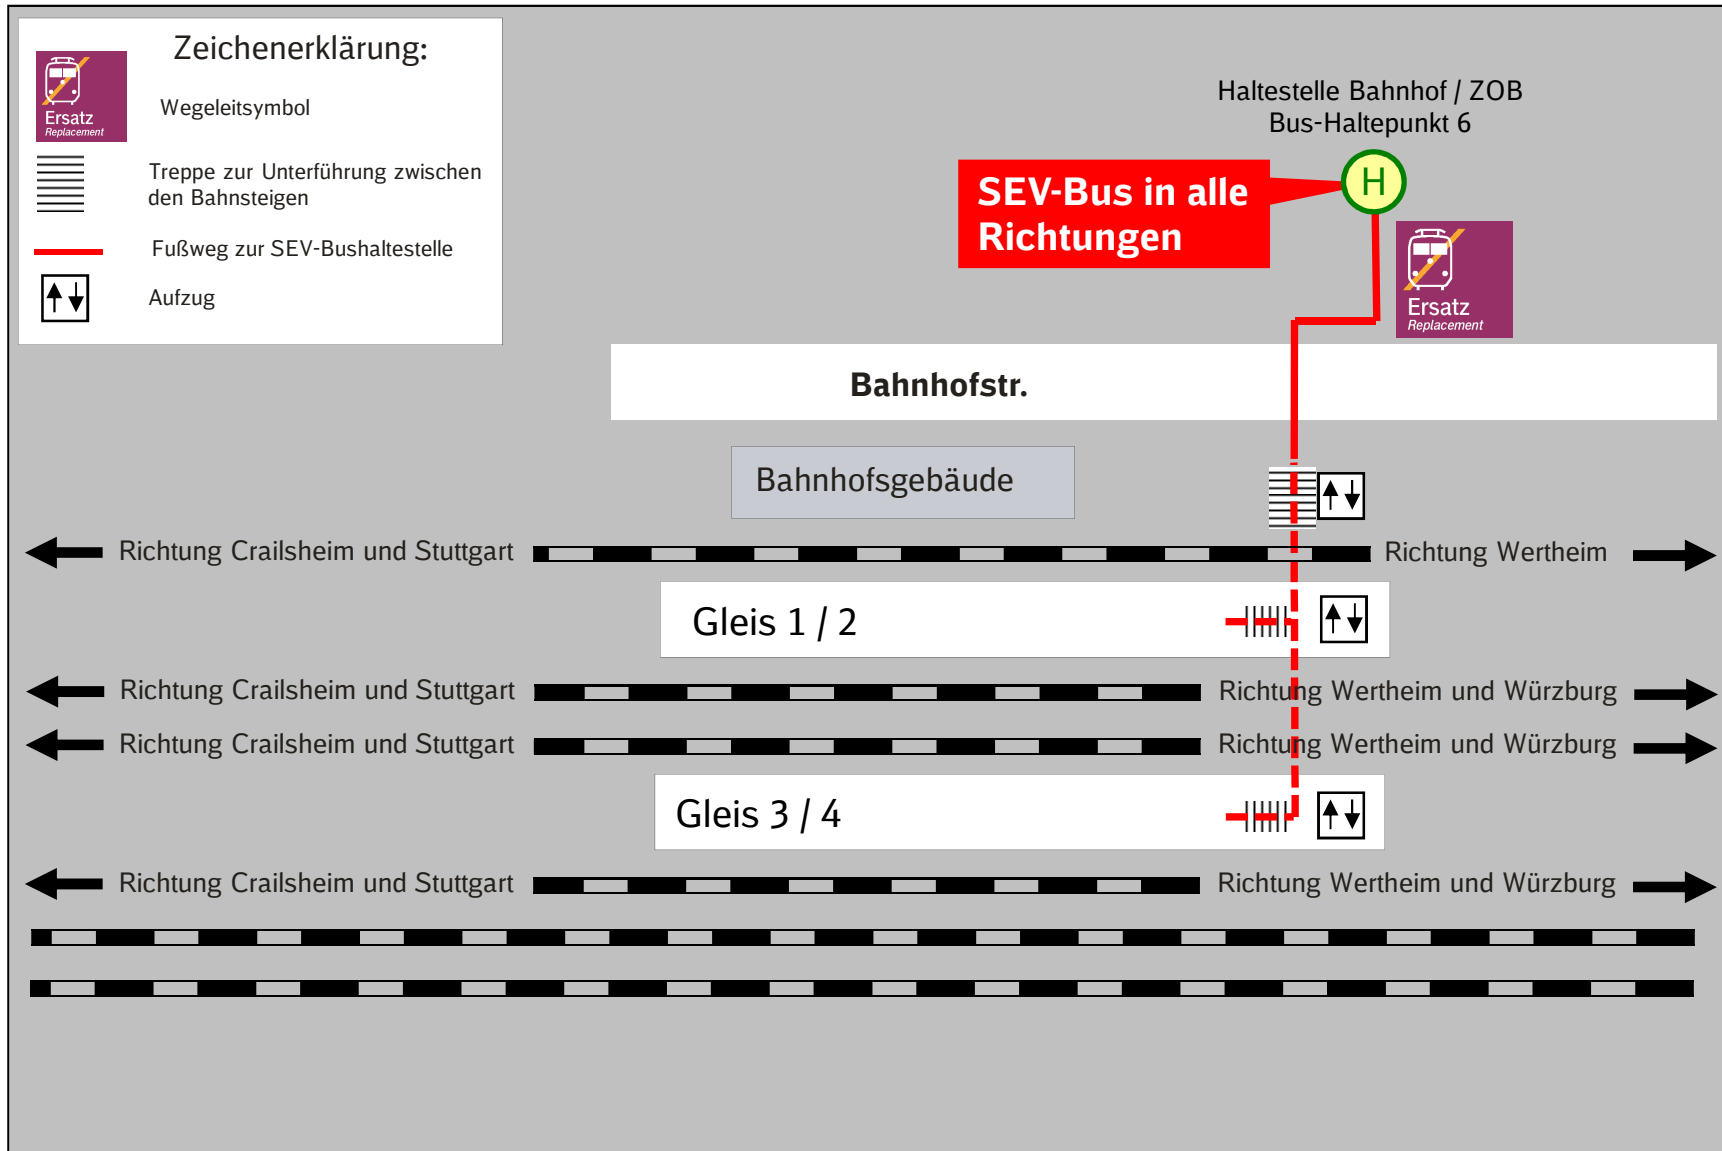 Zeichenerklärung:
Ersatz
Replacement
Wegeleitsymbol
Treppe zur Unterführung zwischen
den Bahnsteigen
Fußweg zur SEV-Bushaltestelle
Aufzug
Haltestelle Bahnhof / ZOB
Bus-Haltepunkt 6
H
SEV-Bus in alle
Richtungen
Ersatz
Replacement
Bahnhofstr.
Bahnhofsgebäude
Richtung Crailsheim und Stuttgart
Richtung Wertheim
Gleis 1 / 2
Richtung Crailsheim und Stuttgart
Richtung Wertheim und Würzburg
Richtung Crailsheim und Stuttgart
Richtung Wertheim und Würzburg
Gleis 3 / 4
Richtung Crailsheim und Stuttgart
Richtung Wertheim und Würzburg